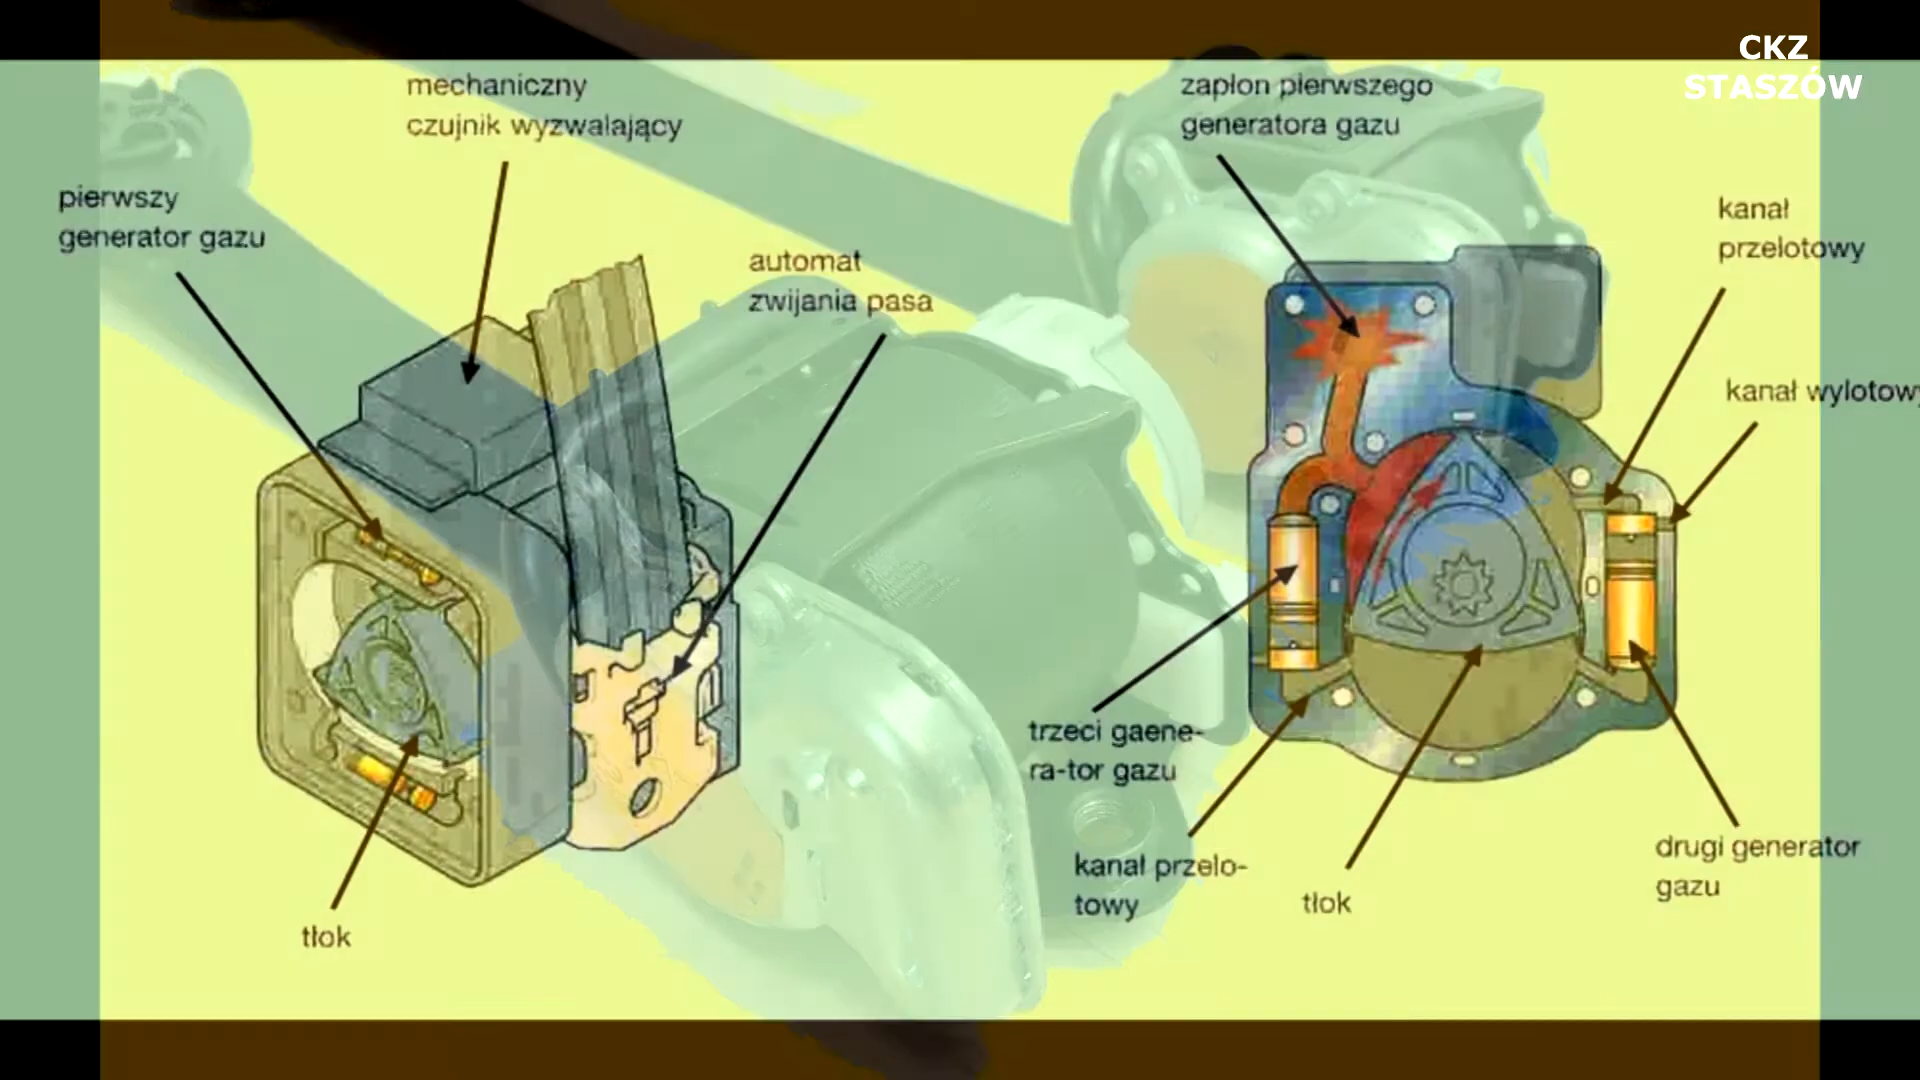 CKZ
STASZÓW
mechaniczny
czujnik wyzwalający
zapłon pierwszego
generatora gazu
pierwszy
generator gazu
kanał
przelotowy
automat
zwijania pasa
kanał wylotowy
trzeci gaene-
ra-tor gazu
drugi generator
gazu
kanał przelo-
towy
tłok
tłok